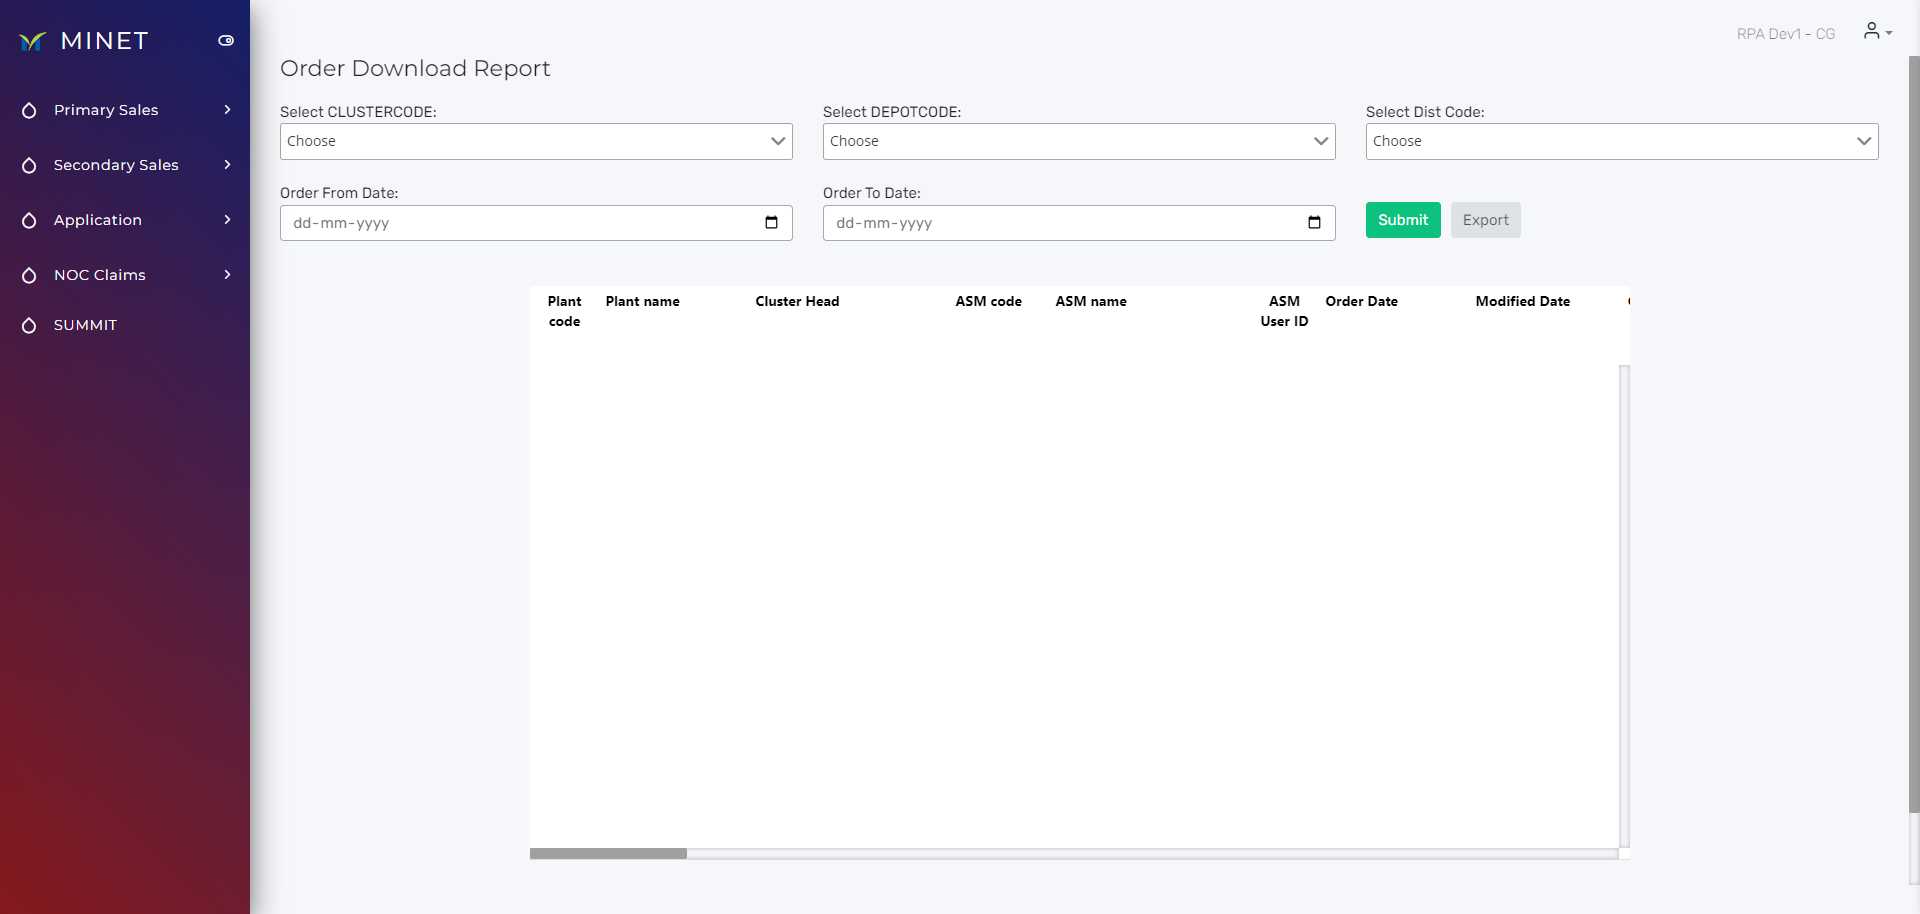 MINET
RPA Dev1 - CG
Primary Sales
Secondary Sales
Application
NOC Claims
SUMMIT
Order Download Report
Select CLUSTERCODE:
Choose
Select DEPOTCODE:
Choose
Select Dist Code:
Choose
Order From Date:
dd-mm-yyyy
Order To Date:
dd-mm-yyyy
Submit
Export
Plant code
Plant name
Cluster Head
ASM code
ASM name
ASM User ID
Order Date
Modified Date